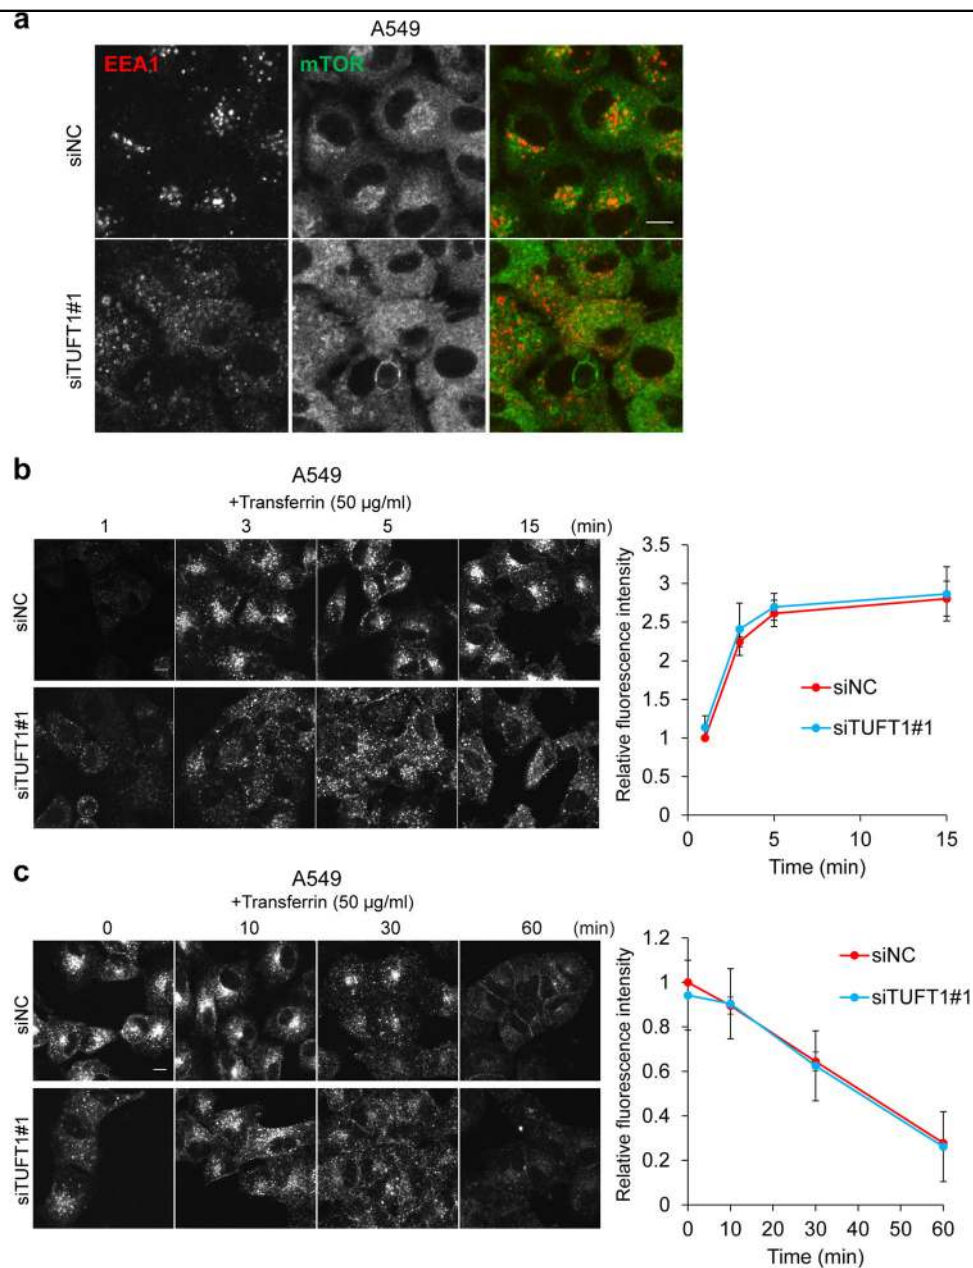 a
A549
EEA1 mTOR
siNC
siTUFT1#1
b
A549
+Transferrin (50 µg/ml)
1 3 5 15 (min)
siNC
siTUFT1#1
Relative fluorescence intensity
3.5
3
2.5
2
1.5
1
0.5
0
0 5 10 15
Time (min)
siNC
siTUFT1#1
c
A549
+Transferrin (50 µg/ml)
0 10 30 60 (min)
siNC
siTUFT1#1
Relative fluorescence intensity
1.2
1
0.8
0.6
0.4
0.2
0
0 10 20 30 40 50 60
Time (min)
siNC
siTUFT1#1